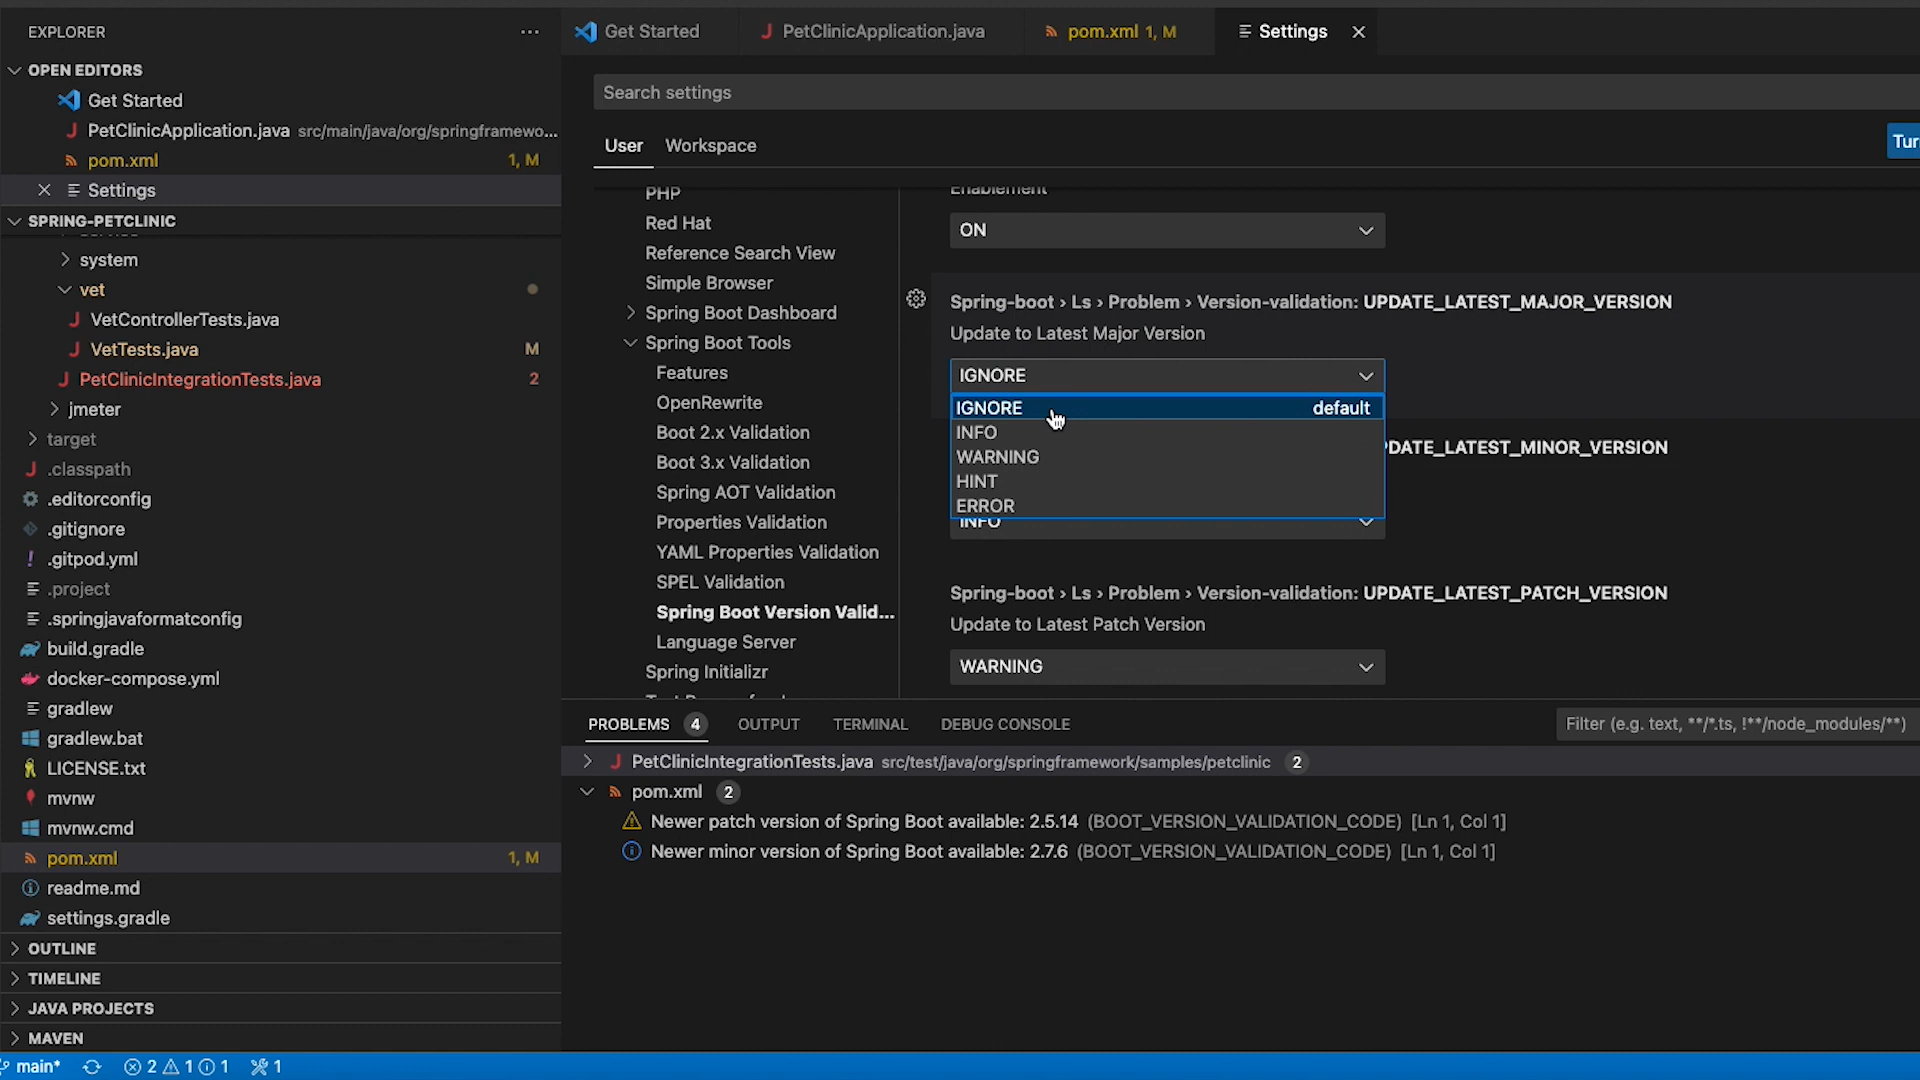 EXPLORER
OPEN EDITORS
Get Started
PetClinicApplication.java src/main/java/org/springframewo...
pom.xml 1, M
Settings
SPRING-PETCLINIC
system
vet
VetControllerTests.java
VetTests.java M
PetClinicIntegrationTests.java 2
jmeter
target
.classpath
.editorconfig
.gitignore
.gitpod.yml
.project
.springjavaformatconfig
build.gradle
docker-compose.yml
gradlew
gradlew.bat
LICENSE.txt
mvnw
mvnw.cmd
pom.xml 1, M
readme.md
settings.gradle
OUTLINE
TIMELINE
JAVA PROJECTS
MAVEN
Get Started
PetClinicApplication.java
pom.xml 1, M
Settings
Search settings
User Workspace
PHP
Red Hat
Reference Search View
Simple Browser
Spring Boot Dashboard
Spring Boot Tools
Features
OpenRewrite
Boot 2.x Validation
Boot 3.x Validation
Spring AOT Validation
Properties Validation
YAML Properties Validation
SPEL Validation
Spring Boot Version Valid...
Language Server
Spring Initializr
Enablement
ON
Spring-boot › Ls › Problem › Version-validation: UPDATE_LATEST_MAJOR_VERSION
Update to Latest Major Version
IGNORE
IGNORE default
INFO
WARNING
HINT
ERROR
DATE_LATEST_MINOR_VERSION
INFO
Spring-boot › Ls › Problem › Version-validation: UPDATE_LATEST_PATCH_VERSION
Update to Latest Patch Version
WARNING
PROBLEMS 4 OUTPUT TERMINAL DEBUG CONSOLE
Filter (e.g. text, **/*.ts, !**/node_modules/**)
PetClinicIntegrationTests.java src/test/java/org/springframework/samples/petclinic 2
pom.xml 2
Newer patch version of Spring Boot available: 2.5.14 (BOOT_VERSION_VALIDATION_CODE) [Ln 1, Col 1]
Newer minor version of Spring Boot available: 2.7.6 (BOOT_VERSION_VALIDATION_CODE) [Ln 1, Col 1]
main* 2 1 1 1